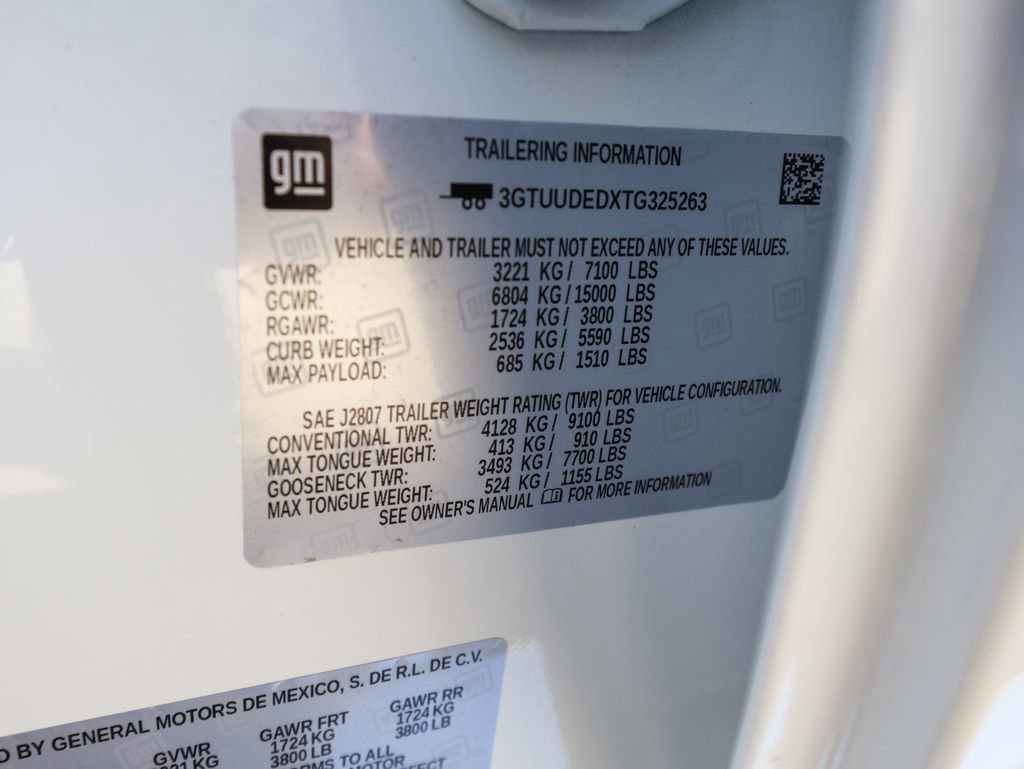 gm
TRAILERING INFORMATION
3GTUUDEDXTG325263
VEHICLE AND TRAILER MUST NOT EXCEED ANY OF THESE VALUES.
GVWR: 3221 KG / 7100 LBS
GCWR: 6804 KG / 15000 LBS
RGAWR: 1724 KG / 3800 LBS
CURB WEIGHT: 2536 KG / 5590 LBS
MAX PAYLOAD: 685 KG / 1510 LBS
SAE J2807 TRAILER WEIGHT RATING (TWR) FOR VEHICLE CONFIGURATION.
CONVENTIONAL TWR: 4128 KG / 9100 LBS
MAX TONGUE WEIGHT: 413 KG / 910 LBS
GOOSENECK TWR: 3493 KG / 7700 LBS
MAX TONGUE WEIGHT: 524 KG / 1155 LBS
SEE OWNER'S MANUAL FOR MORE INFORMATION
D BY GENERAL MOTORS DE MEXICO, S. DE R.L. DE C.V.
GVWR GAWR FRT GAWR RR
KG 1724 KG 1724 KG
3800 LB 3800 LB
TO ALL